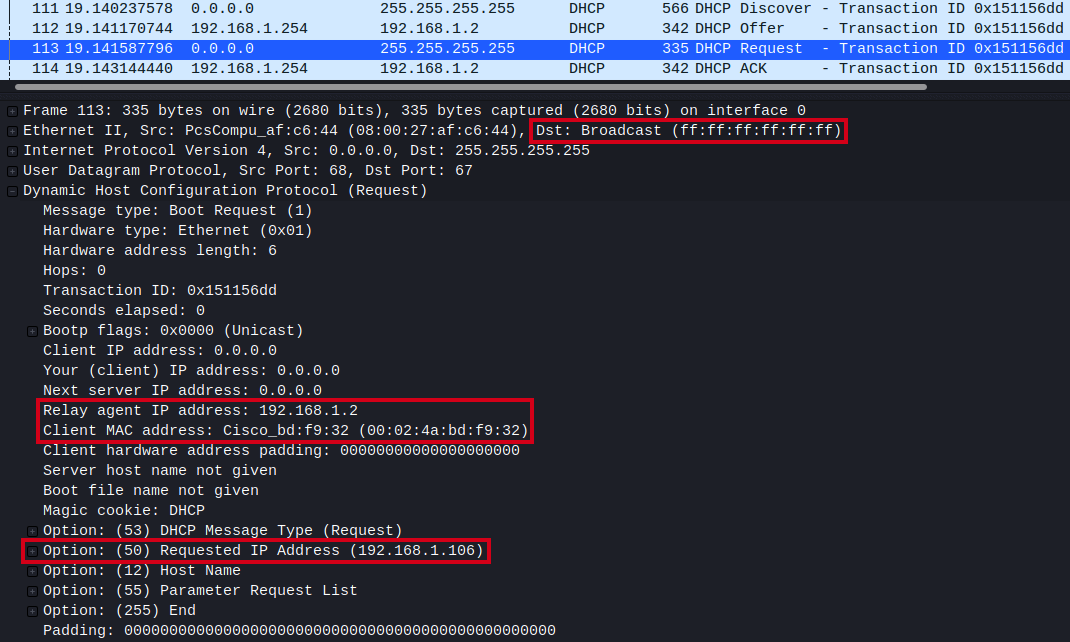 111 19.140237578 0.0.0.0 255.255.255.255 DHCP 566 DHCP Discover - Transaction ID 0x151156dd
112 19.141170744 192.168.1.254 192.168.1.2 DHCP 342 DHCP Offer - Transaction ID 0x151156dd
113 19.141587796 0.0.0.0 255.255.255.255 DHCP 335 DHCP Request - Transaction ID 0x151156dd
114 19.143144440 192.168.1.254 192.168.1.2 DHCP 342 DHCP ACK - Transaction ID 0x151156dd
Frame 113: 335 bytes on wire (2680 bits), 335 bytes captured (2680 bits) on interface 0
Ethernet II, Src: PcsCompu_af:c6:44 (08:00:27:af:c6:44), Dst: Broadcast (ff:ff:ff:ff:ff:ff)
Internet Protocol Version 4, Src: 0.0.0.0, Dst: 255.255.255.255
User Datagram Protocol, Src Port: 68, Dst Port: 67
Dynamic Host Configuration Protocol (Request)
Message type: Boot Request (1)
Hardware type: Ethernet (0x01)
Hardware address length: 6
Hops: 0
Transaction ID: 0x151156dd
Seconds elapsed: 0
Bootp flags: 0x0000 (Unicast)
Client IP address: 0.0.0.0
Your (client) IP address: 0.0.0.0
Next server IP address: 0.0.0.0
Relay agent IP address: 192.168.1.2
Client MAC address: Cisco_bd:f9:32 (00:02:4a:bd:f9:32)
Client hardware address padding: 00000000000000000000
Server host name not given
Boot file name not given
Magic cookie: DHCP
Option: (53) DHCP Message Type (Request)
Option: (50) Requested IP Address (192.168.1.106)
Option: (12) Host Name
Option: (55) Parameter Request List
Option: (255) End
Padding: 000000000000000000000000000000000000000000000000